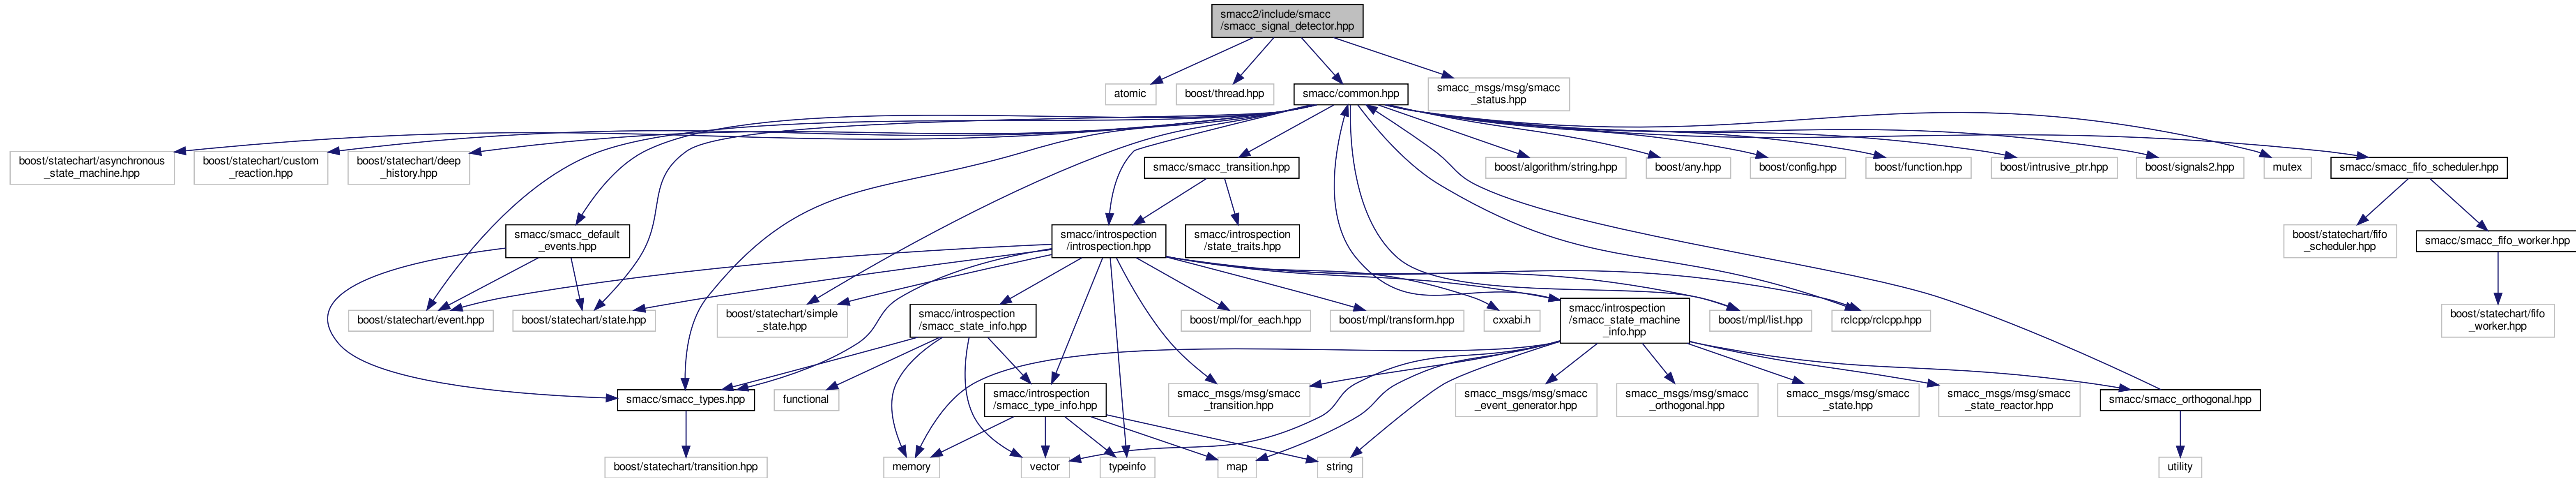 smacc2/include/smacc
/smacc_signal_detector.hpp
atomic
boost/thread.hpp
smacc/common.hpp
smacc_msgs/msg/smacc
_status.hpp
boost/statechart/asynchronous
_state_machine.hpp
boost/statechart/custom
_reaction.hpp
boost/statechart/deep
_history.hpp
smacc/smacc_transition.hpp
boost/algorithm/string.hpp
boost/any.hpp
boost/config.hpp
boost/function.hpp
boost/intrusive_ptr.hpp
boost/signals2.hpp
mutex
smacc/smacc_fifo_scheduler.hpp
smacc/smacc_default
_events.hpp
smacc/introspection
/introspection.hpp
smacc/introspection
/state_traits.hpp
boost/statechart/fifo
_scheduler.hpp
smacc/smacc_fifo_worker.hpp
boost/statechart/event.hpp
boost/statechart/state.hpp
boost/statechart/simple
_state.hpp
smacc/introspection
/smacc_state_info.hpp
boost/mpl/for_each.hpp
boost/mpl/transform.hpp
cxxabi.h
smacc/introspection
/smacc_state_machine
_info.hpp
boost/mpl/list.hpp
rclcpp/rclcpp.hpp
boost/statechart/fifo
_worker.hpp
smacc/smacc_types.hpp
functional
smacc/introspection
/smacc_type_info.hpp
smacc_msgs/msg/smacc
_transition.hpp
smacc_msgs/msg/smacc
_event_generator.hpp
smacc_msgs/msg/smacc
_orthogonal.hpp
smacc_msgs/msg/smacc
_state.hpp
smacc_msgs/msg/smacc
_state_reactor.hpp
smacc/smacc_orthogonal.hpp
boost/statechart/transition.hpp
memory
vector
typeinfo
map
string
utility